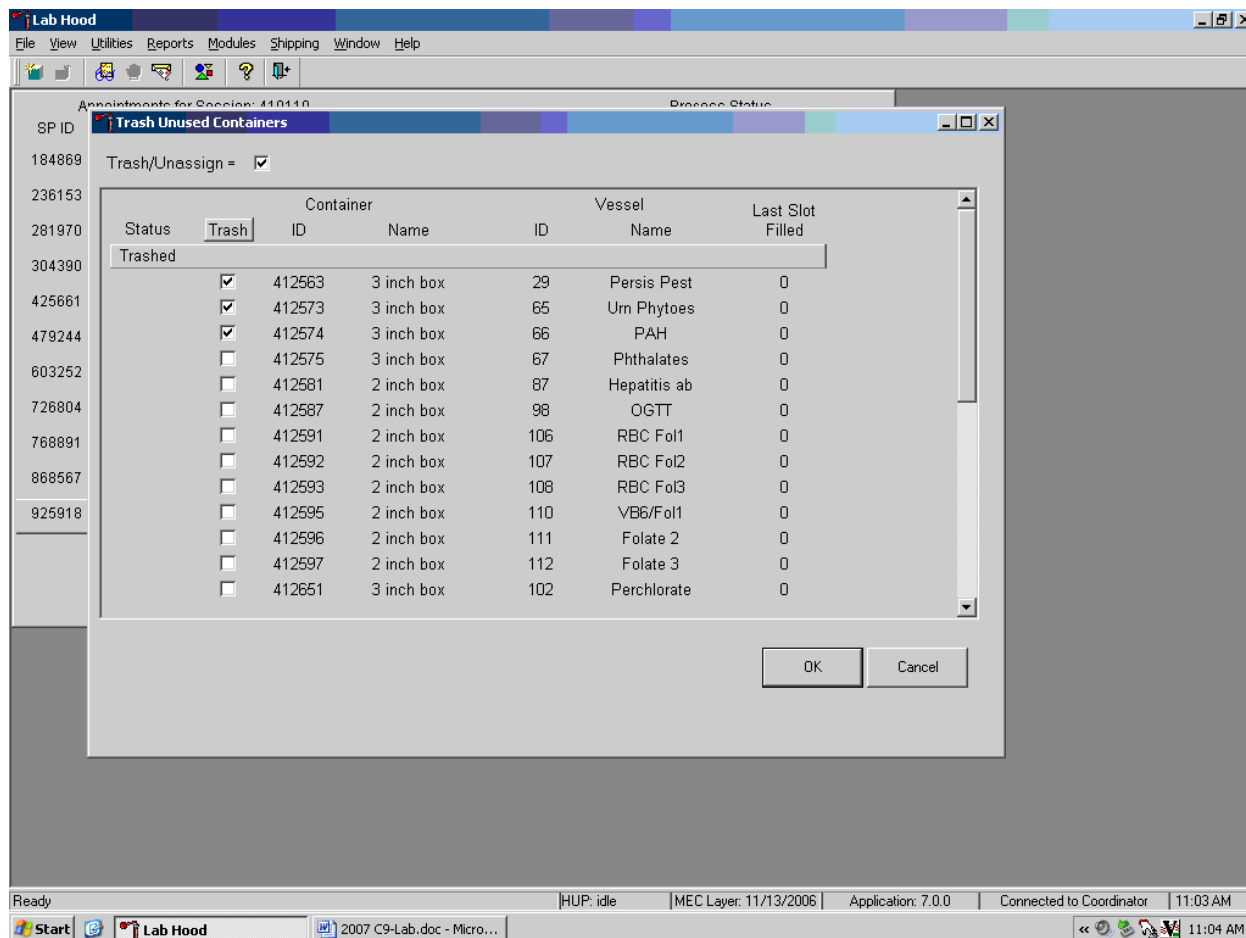 Lab Hood
File View Utilities Reports Modules Shipping Window Help
Appointments for Session: 410110 Process Status
SP ID
184869
236153
281970
304390
425661
479244
603252
726804
768891
868567
925918
Trash Unused Containers
Trash/Unassign =
Container Vessel Last Slot
Status Trash ID Name ID Name Filled
Trashed
412563 3 inch box 29 Persis Pest 0
412573 3 inch box 65 Urn Phytoes 0
412574 3 inch box 66 PAH 0
412575 3 inch box 67 Phthalates 0
412581 2 inch box 87 Hepatitis ab 0
412587 2 inch box 98 OGTT 0
412591 2 inch box 106 RBC Fol1 0
412592 2 inch box 107 RBC Fol2 0
412593 2 inch box 108 RBC Fol3 0
412595 2 inch box 110 VB6/Fol1 0
412596 2 inch box 111 Folate 2 0
412597 2 inch box 112 Folate 3 0
412651 3 inch box 102 Perchlorate 0
OK Cancel
Ready HUP: idle MEC Layer: 11/13/2006 Application: 7.0.0 Connected to Coordinator 11:03 AM
Start Lab Hood 2007 C9-Lab.doc - Micro... « 11:04 AM